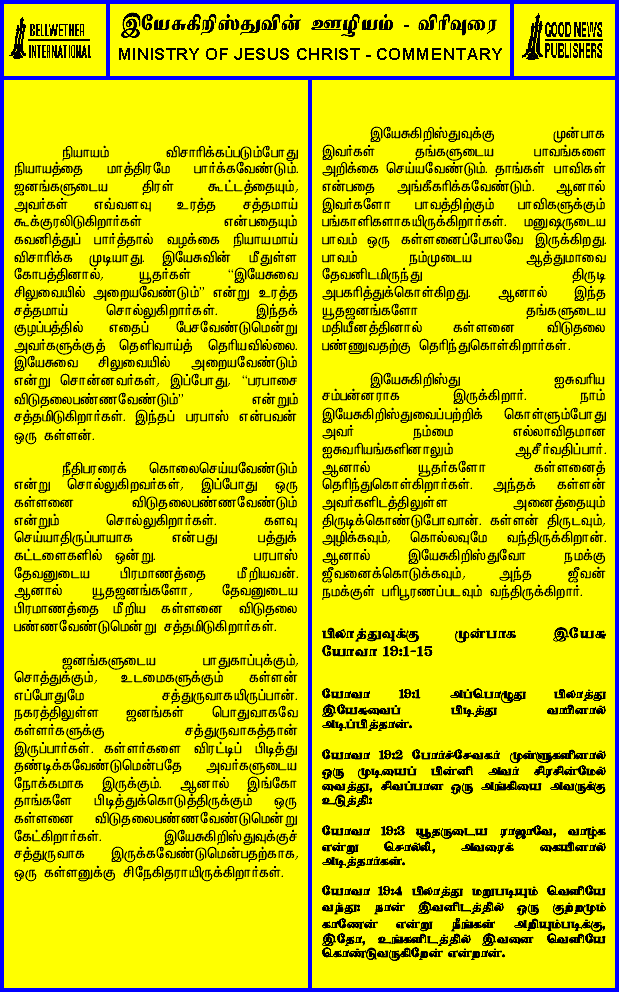 BELLWETHER
INTERNATIONAL
இயேசுகிறிஸ்துவின் ஊழியம் - விரிவுரை
MINISTRY OF JESUS CHRIST - COMMENTARY
GOOD NEWS
PUBLISHERS
நியாயம் விசாரிக்கப்படும்போது
நியாயத்தை மாத்திரமே பார்க்கவேண்டும்.
ஜனங்களுடைய திரள் கூட்டத்தையும்,
அவர்கள் எவ்வளவு உரத்த சத்தமாய்
கூக்குரலிடுகிறார்கள் என்பதையும்
கவனித்துப் பார்த்தால் வழக்கை நியாயமாய்
விசாரிக்க முடியாது. இயேசுவின் மீதுள்ள
கோபத்தினால், யூதர்கள் “இயேசுவை
சிலுவையில் அறையவேண்டும்” என்று உரத்த
சத்தமாய் சொல்லுகிறார்கள். இந்தக்
குழப்பத்தில் எதைப் பேசவேண்டுமென்று
அவர்களுக்குத் தெளிவாய்த் தெரியவில்லை.
இயேசுவை சிலுவையில் அறையவேண்டும்
என்று சொன்னவர்கள், இப்போது, “பரபாசை
விடுதலைபண்ணவேண்டும்” என்றும்
சத்தமிடுகிறார்கள். இந்தப் பரபாஸ் என்பவன்
ஒரு கள்ளன்.
நீதிபரரைக் கொலைசெய்யவேண்டும்
என்று சொல்லுகிறவர்கள், இப்போது ஒரு
கள்ளனை விடுதலைபண்ணவேண்டும்
என்றும் சொல்லுகிறார்கள். களவு
செய்யாதிருப்பாயாக என்பது பத்துக்
கட்டளைகளில் ஒன்று. பரபாஸ்
தேவனுடைய பிரமாணத்தை மீறியவன்.
ஆனால் யூதஜனங்களோ, தேவனுடைய
பிரமாணத்தை மீறிய கள்ளனை விடுதலை
பண்ணவேண்டுமென்று சத்தமிடுகிறார்கள்.
ஜனங்களுடைய பாதுகாப்புக்கும்,
சொத்துக்கும், உடமைகளுக்கும் கள்ளன்
எப்போதுமே சத்துருவாகயிருப்பான்.
நகரத்திலுள்ள ஜனங்கள் பொதுவாகவே
கள்ளர்களுக்கு சத்துருவாகத்தான்
இருப்பார்கள். கள்ளர்களை விரட்டிப் பிடித்து
தண்டிக்கவேண்டுமென்பதே அவர்களுடைய
நோக்கமாக இருக்கும். ஆனால் இங்கோ
தாங்களே பிடித்துக்கொடுத்திருக்கும் ஒரு
கள்ளனை விடுதலைபண்ணவேண்டுமென்று
கேட்கிறார்கள். இயேசுகிறிஸ்துவுக்குச்
சத்துருவாக இருக்கவேண்டுமென்பதற்காக,
ஒரு கள்ளனுக்கு சிநேகிதராயிருக்கிறார்கள்.
இயேசுகிறிஸ்துவுக்கு முன்பாக
இவர்கள் தங்களுடைய பாவங்களை
அறிக்கை செய்யவேண்டும். தாங்கள் பாவிகள்
என்பதை அங்கீகரிக்கவேண்டும். ஆனால்
இவர்களோ பாவத்திற்கும் பாவிகளுக்கும்
பங்காளிகளாகயிருக்கிறார்கள். மனுஷருடைய
பாவம் ஒரு கள்ளனைப்போலவே இருக்கிறது.
பாவம் நம்முடைய ஆத்துமாவை
தேவனிடமிருந்து திருடி
அபகரித்துக்கொள்கிறது. ஆனால் இந்த
யூதஜனங்களோ தங்களுடைய
மதியீனத்தினால் கள்ளனை விடுதலை
பண்ணுவதற்கு தெரிந்துகொள்கிறார்கள்.
இயேசுகிறிஸ்து ஐசுவரிய
சம்பன்னராக இருக்கிறார். நாம்
இயேசுகிறிஸ்துவைப்பற்றிக் கொள்ளும்போது
அவர் நம்மை எல்லாவிதமான
ஐசுவரியங்களினாலும் ஆசீர்வதிப்பார்.
ஆனால் யூதர்களோ கள்ளனைத்
தெரிந்துகொள்கிறார்கள். அந்தக் கள்ளன்
அவர்களிடத்திலுள்ள அனைத்தையும்
திருடிக்கொண்டுபோவான். கள்ளன் திருடவும்,
அழிக்கவும், கொல்லவுமே வந்திருக்கிறான்.
ஆனால் இயேசுகிறிஸ்துவோ நமக்கு
ஜீவனைக்கொடுக்கவும், அந்த ஜீவன்
நமக்குள் பரிபூரணப்படவும் வந்திருக்கிறார்.
பிலாத்துவுக்கு முன்பாக இயேசு
யோவா 19:1-15
யோவா 19:1 அப்பொழுது பிலாத்து
இயேசுவைப் பிடித்து வாரினால்
அடிப்பித்தான்.
யோவா 19:2 போர்ச்சேவகர் முள்ளுகளினால்
ஒரு முடியைப் பின்னி அவர் சிரசின்மேல்
வைத்து, சிவப்பான ஒரு அங்கியை அவருக்கு
உடுத்தி:
யோவா 19:3 யூதருடைய ராஜாவே, வாழ்க
என்று சொல்லி, அவரைக் கையினால்
அடித்தார்கள்.
யோவா 19:4 பிலாத்து மறுபடியும் வெளியே
வந்து: நான் இவனிடத்தில் ஒரு குற்றமும்
காணேன் என்று நீங்கள் அறியும்படிக்கு,
இதோ, உங்களிடத்தில் இவனை வெளியே
கொண்டுவருகிறேன் என்றான்.